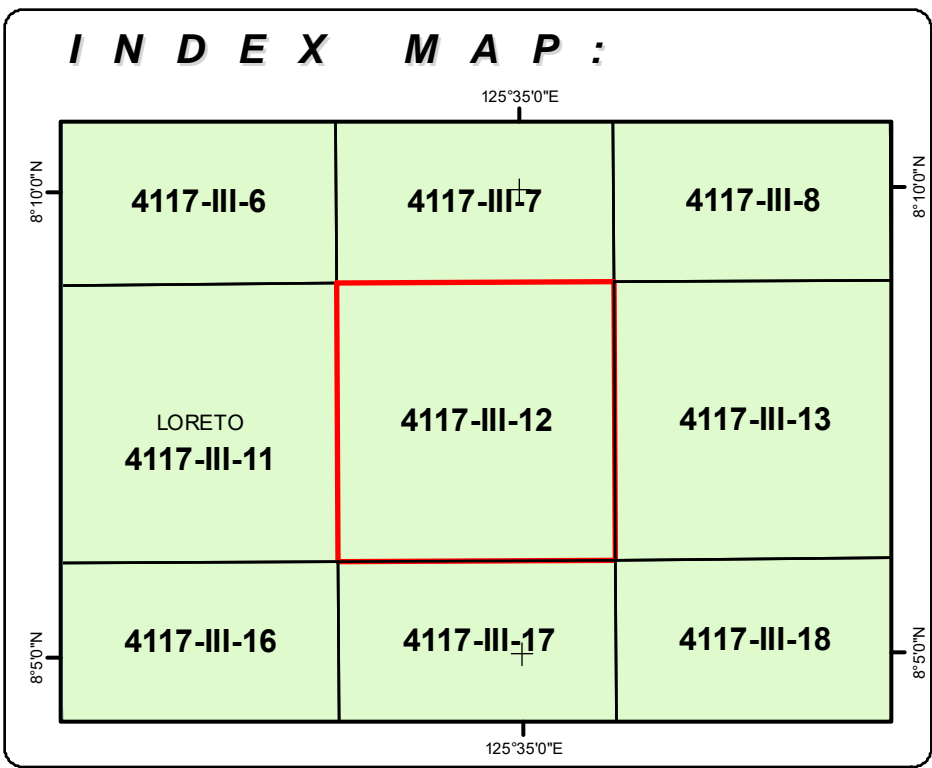 INDEX MAP:
125°35'0"E
8°10'0"N
8°10'0"N
4117-III-6
4117-III-7
4117-III-8
LORETO
4117-III-11
4117-III-12
4117-III-13
4117-III-16
4117-III-17
4117-III-18
8°5'0"N
8°5'0"N
125°35'0"E